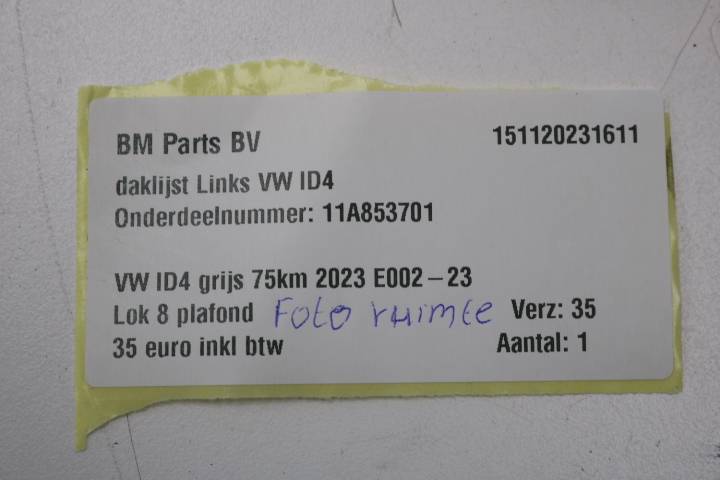 BM Parts BV 151120231611
daklijst Links VW ID4
Onderdeelnummer: 11A853701
VW ID4 grijs 75km 2023 E002-23
Lok 8 plafond Foto ruimte Verz: 35
35 euro inkl btw Aantal: 1